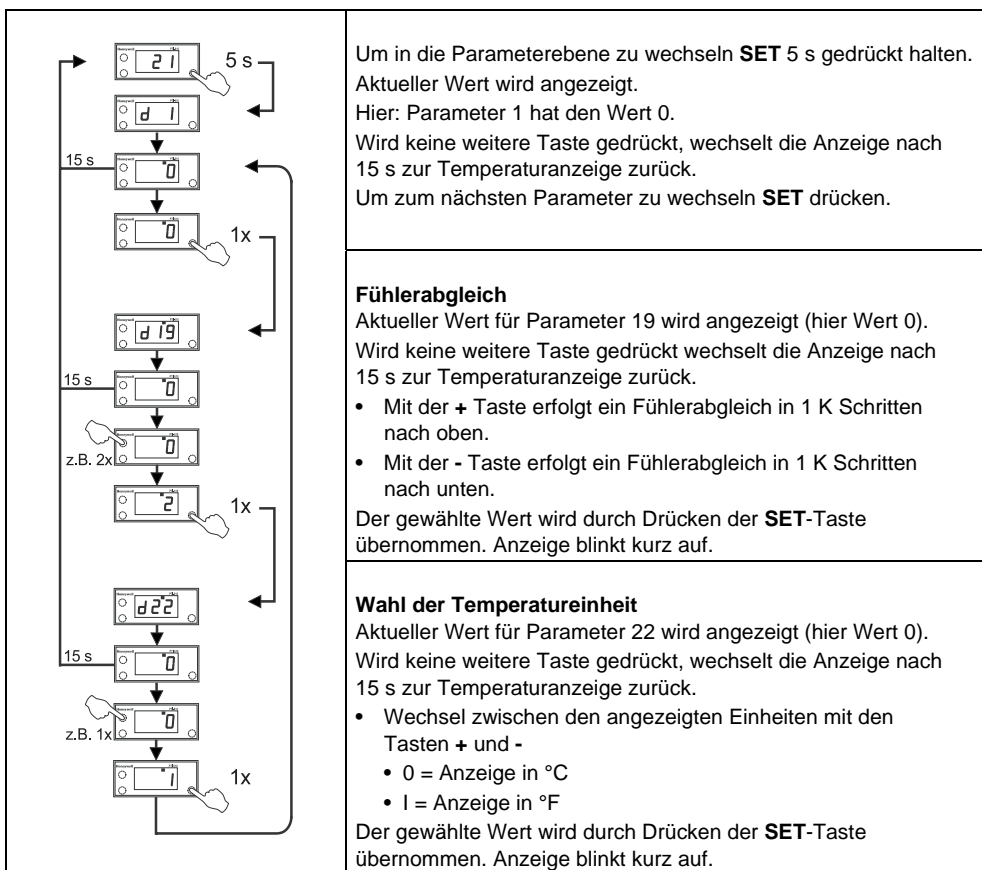 21
5 s
d 1
15 s
0
0
1x
d19
15 s
0
0
z.B. 2x
2
1x
d22
15 s
0
0
z.B. 1x
1
1x
Um in die Parameterebene zu wechseln SET 5 s gedrückt halten.
Aktueller Wert wird angezeigt.
Hier: Parameter 1 hat den Wert 0.
Wird keine weitere Taste gedrückt, wechselt die Anzeige nach
15 s zur Temperaturanzeige zurück.
Um zum nächsten Parameter zu wechseln SET drücken.
Fühlerabgleich
Aktueller Wert für Parameter 19 wird angezeigt (hier Wert 0).
Wird keine weitere Taste gedrückt wechselt die Anzeige nach
15 s zur Temperaturanzeige zurück.
• Mit der + Taste erfolgt ein Fühlerabgleich in 1 K Schritten
nach oben.
• Mit der - Taste erfolgt ein Fühlerabgleich in 1 K Schritten
nach unten.
Der gewählte Wert wird durch Drücken der SET-Taste
übernommen. Anzeige blinkt kurz auf.
Wahl der Temperatureinheit
Aktueller Wert für Parameter 22 wird angezeigt (hier Wert 0).
Wird keine weitere Taste gedrückt, wechselt die Anzeige nach
15 s zur Temperaturanzeige zurück.
• Wechsel zwischen den angezeigten Einheiten mit den
Tasten + und -
• 0 = Anzeige in °C
• I = Anzeige in °F
Der gewählte Wert wird durch Drücken der SET-Taste
übernommen. Anzeige blinkt kurz auf.